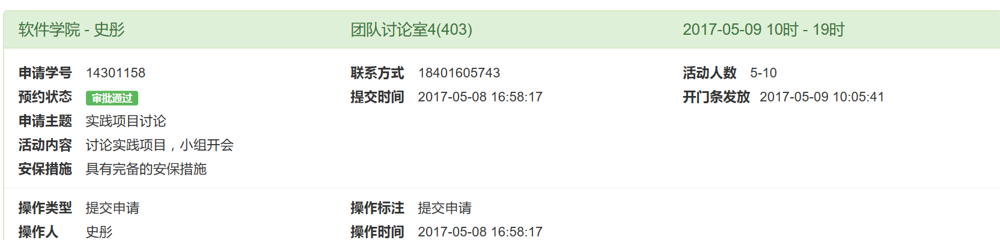 软件学院 - 史彤 团队讨论室4(403) 2017-05-09 10时 - 19时
申请学号 14301158 联系方式 18401605743 活动人数 5-10
预约状态 审批通过 提交时间 2017-05-08 16:58:17 开门条发放 2017-05-09 10:05:41
申请主题 实践项目讨论
活动内容 讨论实践项目，小组开会
安保措施 具有完备的安保措施
操作类型 提交申请 操作标注 提交申请
操作人 史彤 操作时间 2017-05-08 16:58:17